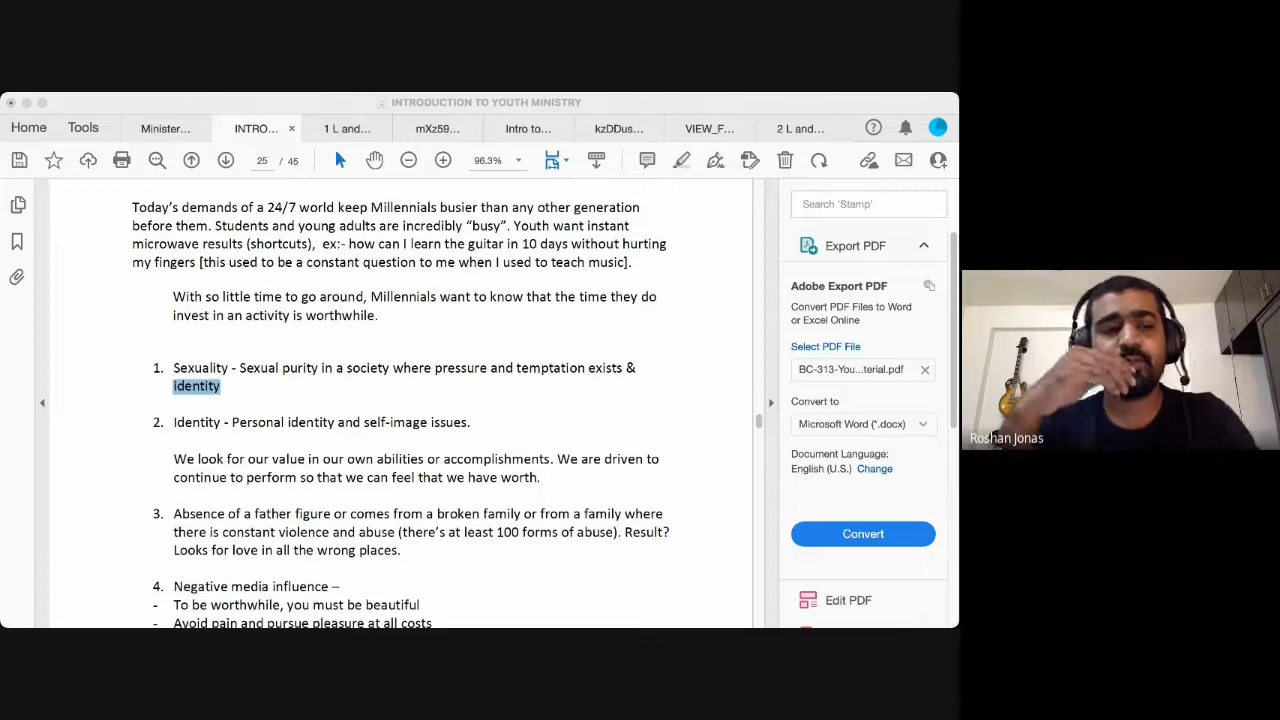 INTRODUCTION TO YOUTH MINISTRY
Home Tools Minister... INTRO... × 1 L and... mXz59... Intro to... kzDDus... VIEW_F... 2 L and...
25 / 45 96.3%
Today's demands of a 24/7 world keep Millennials busier than any other generation
before them. Students and young adults are incredibly “busy”. Youth want instant
microwave results (shortcuts), ex:- how can I learn the guitar in 10 days without hurting
my fingers [this used to be a constant question to me when I used to teach music].
With so little time to go around, Millennials want to know that the time they do
invest in an activity is worthwhile.
1. Sexuality - Sexual purity in a society where pressure and temptation exists &
identity
2. Identity - Personal identity and self-image issues.
We look for our value in our own abilities or accomplishments. We are driven to
continue to perform so that we can feel that we have worth.
3. Absence of a father figure or comes from a broken family or from a family where
there is constant violence and abuse (there's at least 100 forms of abuse). Result?
Looks for love in all the wrong places.
4. Negative media influence –
- To be worthwhile, you must be beautiful
- Avoid pain and pursue pleasure at all costs
Search 'Stamp'
Export PDF
Adobe Export PDF
Convert PDF Files to Word
or Excel Online
Select PDF File
BC-313-You...terial.pdf
Convert to
Microsoft Word (*.docx)
Document Language:
English (U.S.) Change
Convert
Edit PDF
Roshan Jonas